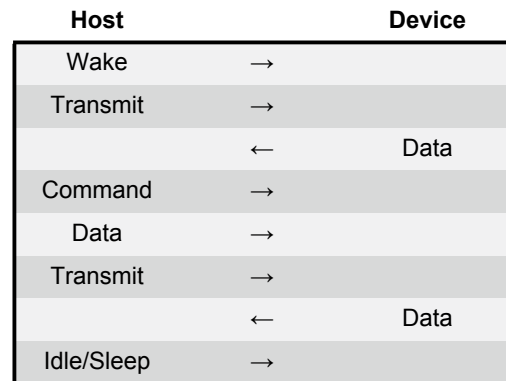 Host Device
Wake →
Transmit →
← Data
Command →
Data →
Transmit →
← Data
Idle/Sleep →